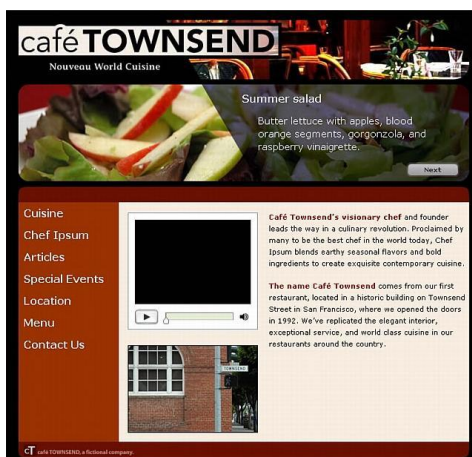 café TOWNSEND
Nouveau World Cuisine
Summer salad
Butter lettuce with apples, blood
orange segments, gorgonzola, and
raspberry vinaigrette.
Next
Cuisine
Chef Ipsum
Articles
Special Events
Location
Menu
Contact Us
Café Townsend's visionary chef and founder
leads the way in a culinary revolution. Proclaimed by
many to be the best chef in the world today, Chef
Ipsum blends earthy seasonal flavors and bold
ingredients to create exquisite contemporary cuisine.
The name Café Townsend comes from our first
restaurant, located in a historic building on Townsend
Street in San Francisco, where we opened the doors
in 1992. We've replicated the elegant interior,
exceptional service, and world class cuisine in our
restaurants around the country.
TOWNSEND
cT café TOWNSEND, a fictional company.